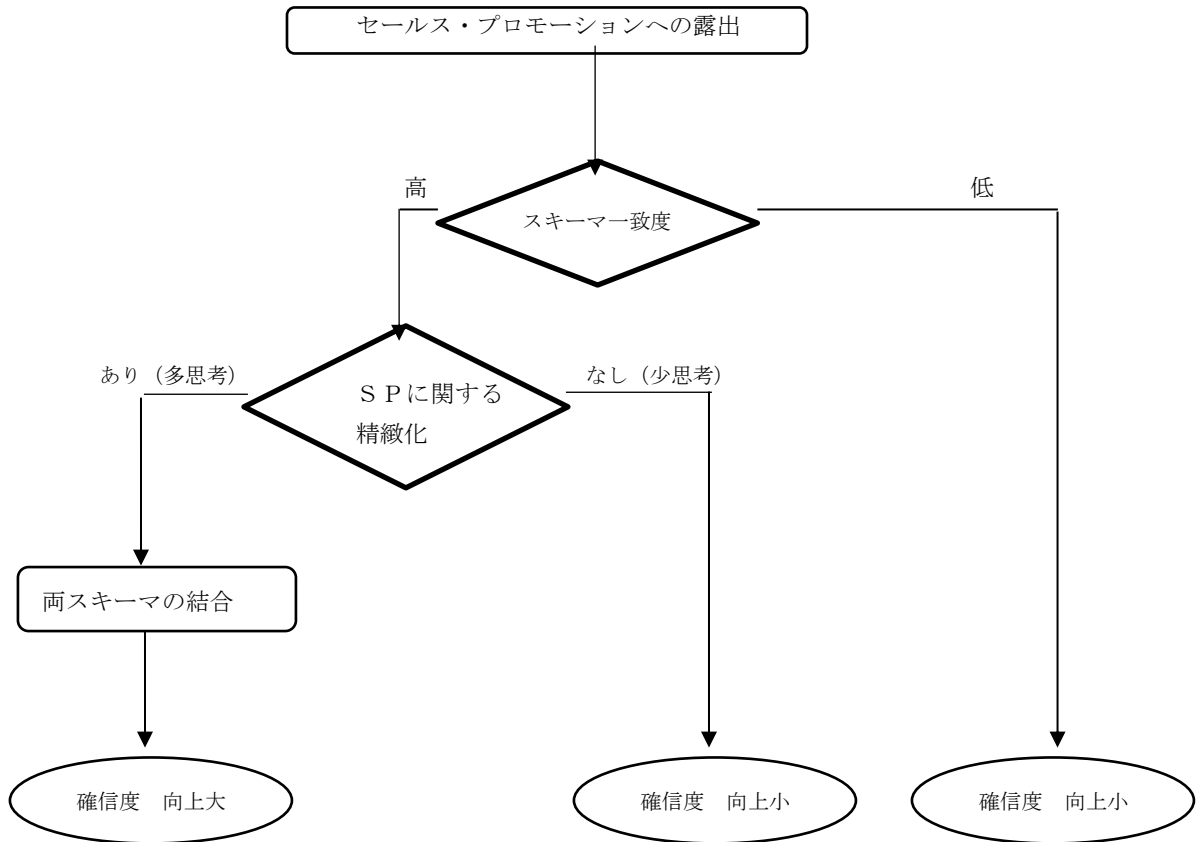 セールス・プロモーションへの露出
高
低
スキーマ一致度
あり（多思考）
なし（少思考）
ＳＰに関する
精緻化
両スキーマの結合
確信度　向上大
確信度　向上小
確信度　向上小